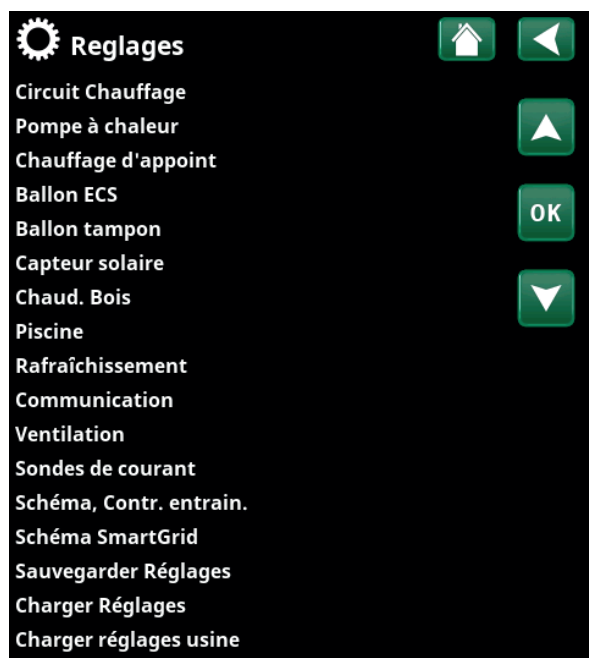 Reglages
Circuit Chauffage
Pompe à chaleur
Chauffage d'appoint
Ballon ECS
OK
Ballon tampon
Capteur solaire
Chaud. Bois
Piscine
Rafraîchissement
Communication
Ventilation
Sondes de courant
Schéma, Contr. entrain.
Schéma SmartGrid
Sauvegarder Réglages
Charger Réglages
Charger réglages usine